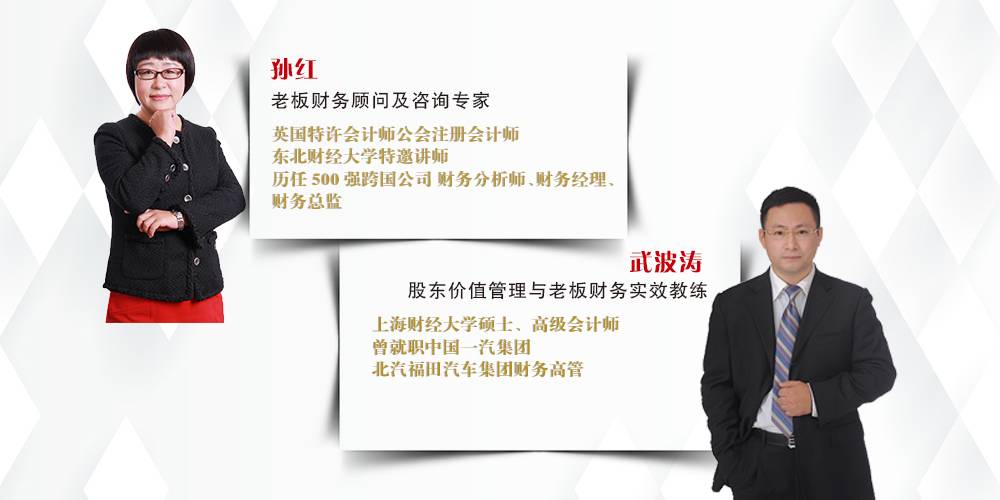 孙红
老板财务顾问及咨询专家
英国特许会计师公会注册会计师
东北财经大学特邀讲师
历任 500 强跨国公司 财务分析师、财务经理、
财务总监
武波涛
股东价值管理与老板财务实效教练
上海财经大学硕士、高级会计师
曾就职中国一汽集团
北汽福田汽车集团财务高管